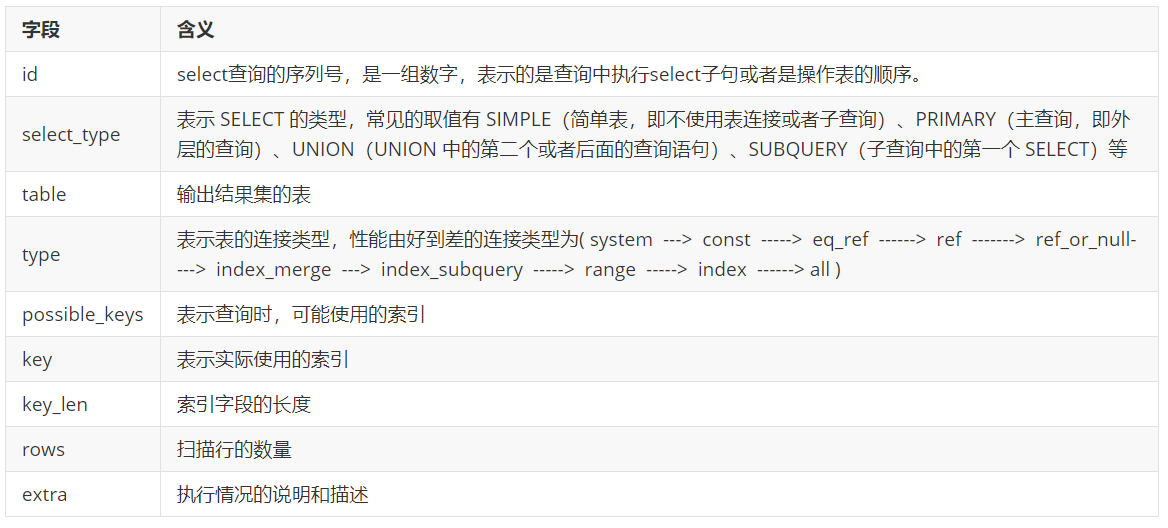 字段 含义
id select查询的序列号，是一组数字，表示的是查询中执行select子句或者是操作表的顺序。
select_type 表示 SELECT 的类型，常见的取值有 SIMPLE（简单表，即不使用表连接或者子查询）、PRIMARY（主查询，即外
层的查询）、UNION（UNION 中的第二个或者后面的查询语句）、SUBQUERY（子查询中的第一个 SELECT）等
table 输出结果集的表
type 表示表的连接类型，性能由好到差的连接类型为( system ---> const -----> eq_ref ------> ref -------> ref_or_null-
---> index_merge ---> index_subquery -----> range -----> index ------> all )
possible_keys 表示查询时，可能使用的索引
key 表示实际使用的索引
key_len 索引字段的长度
rows 扫描行的数量
extra 执行情况的说明和描述